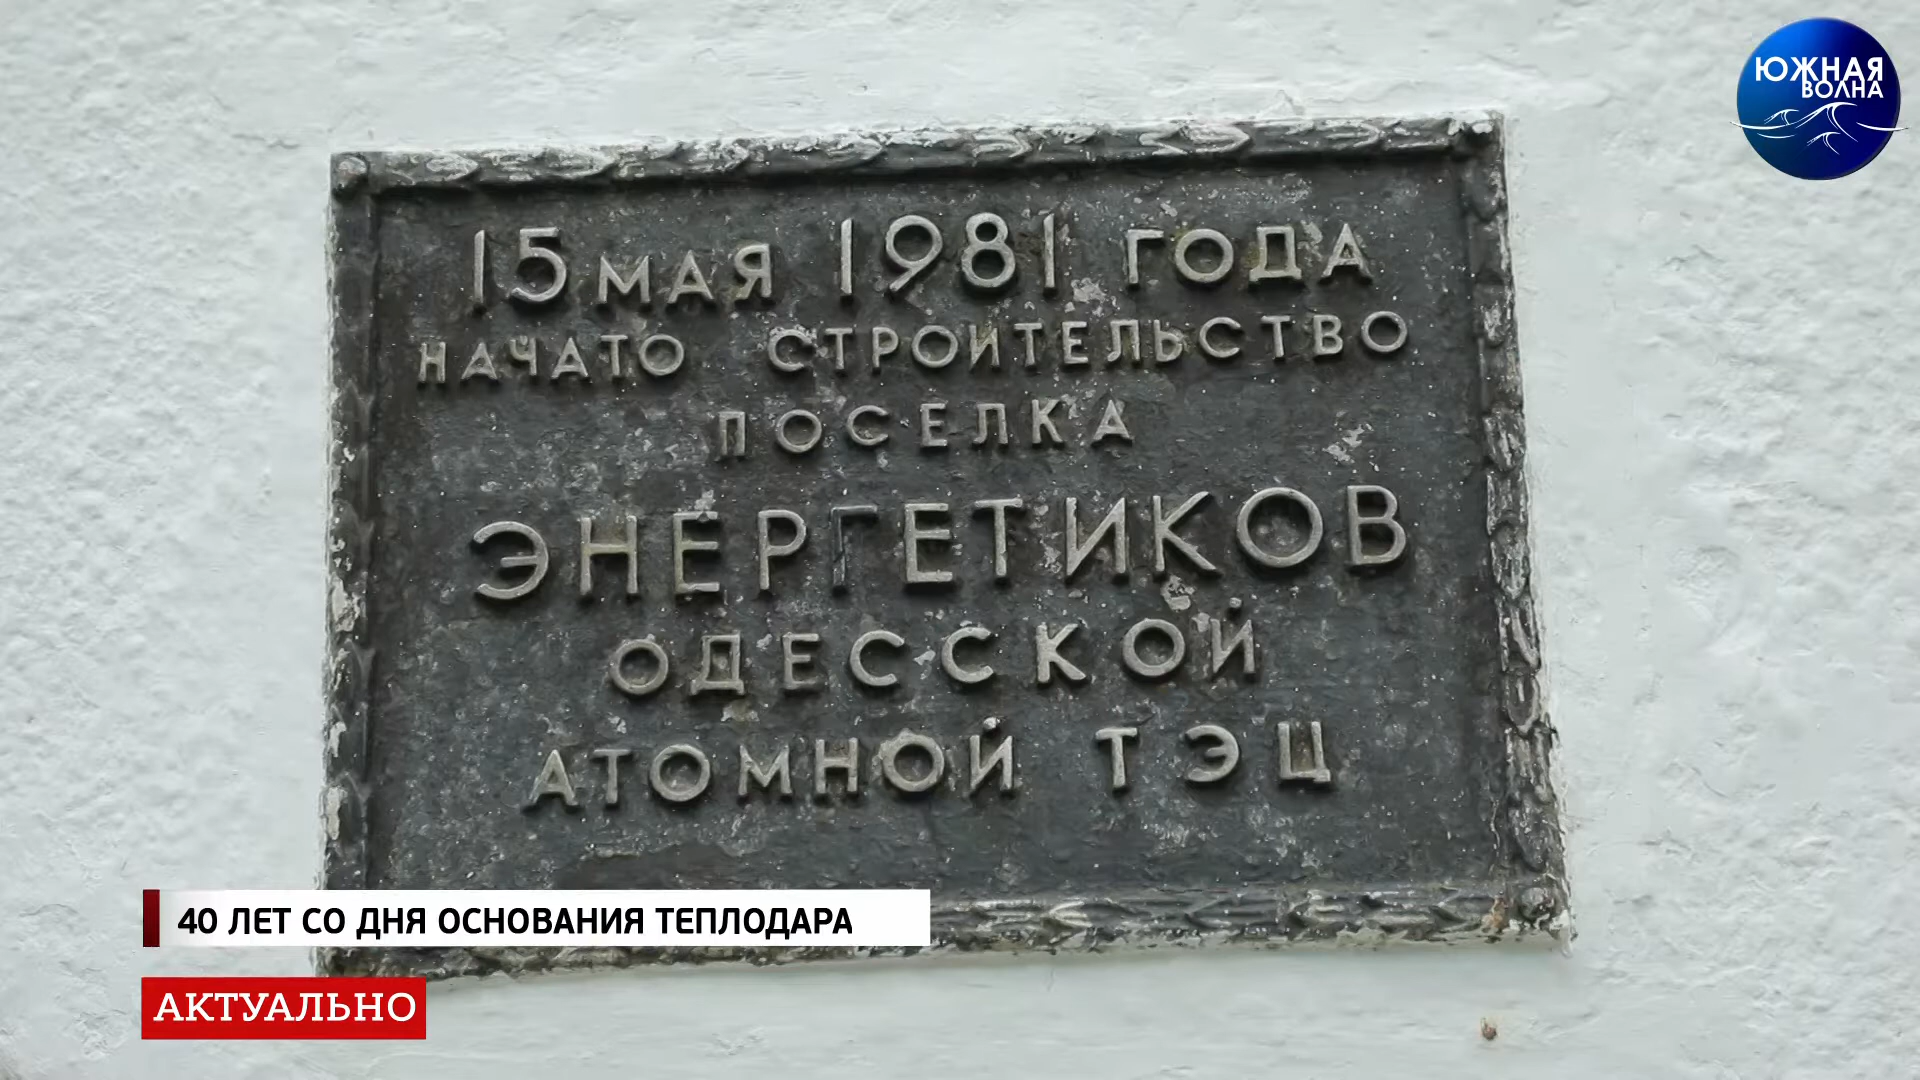 ЮЖНАЯ
ВОЛНА
15 МАЯ 1981 ГОДА
НАЧАТО СТРОИТЕЛЬСТВО
ПОСЕЛКА
ЭНЕРГЕТИКОВ
ОДЕССКОЙ
АТОМНОЙ ТЭЦ
40 ЛЕТ СО ДНЯ ОСНОВАНИЯ ТЕПЛОДАРА
АКТУАЛЬНО